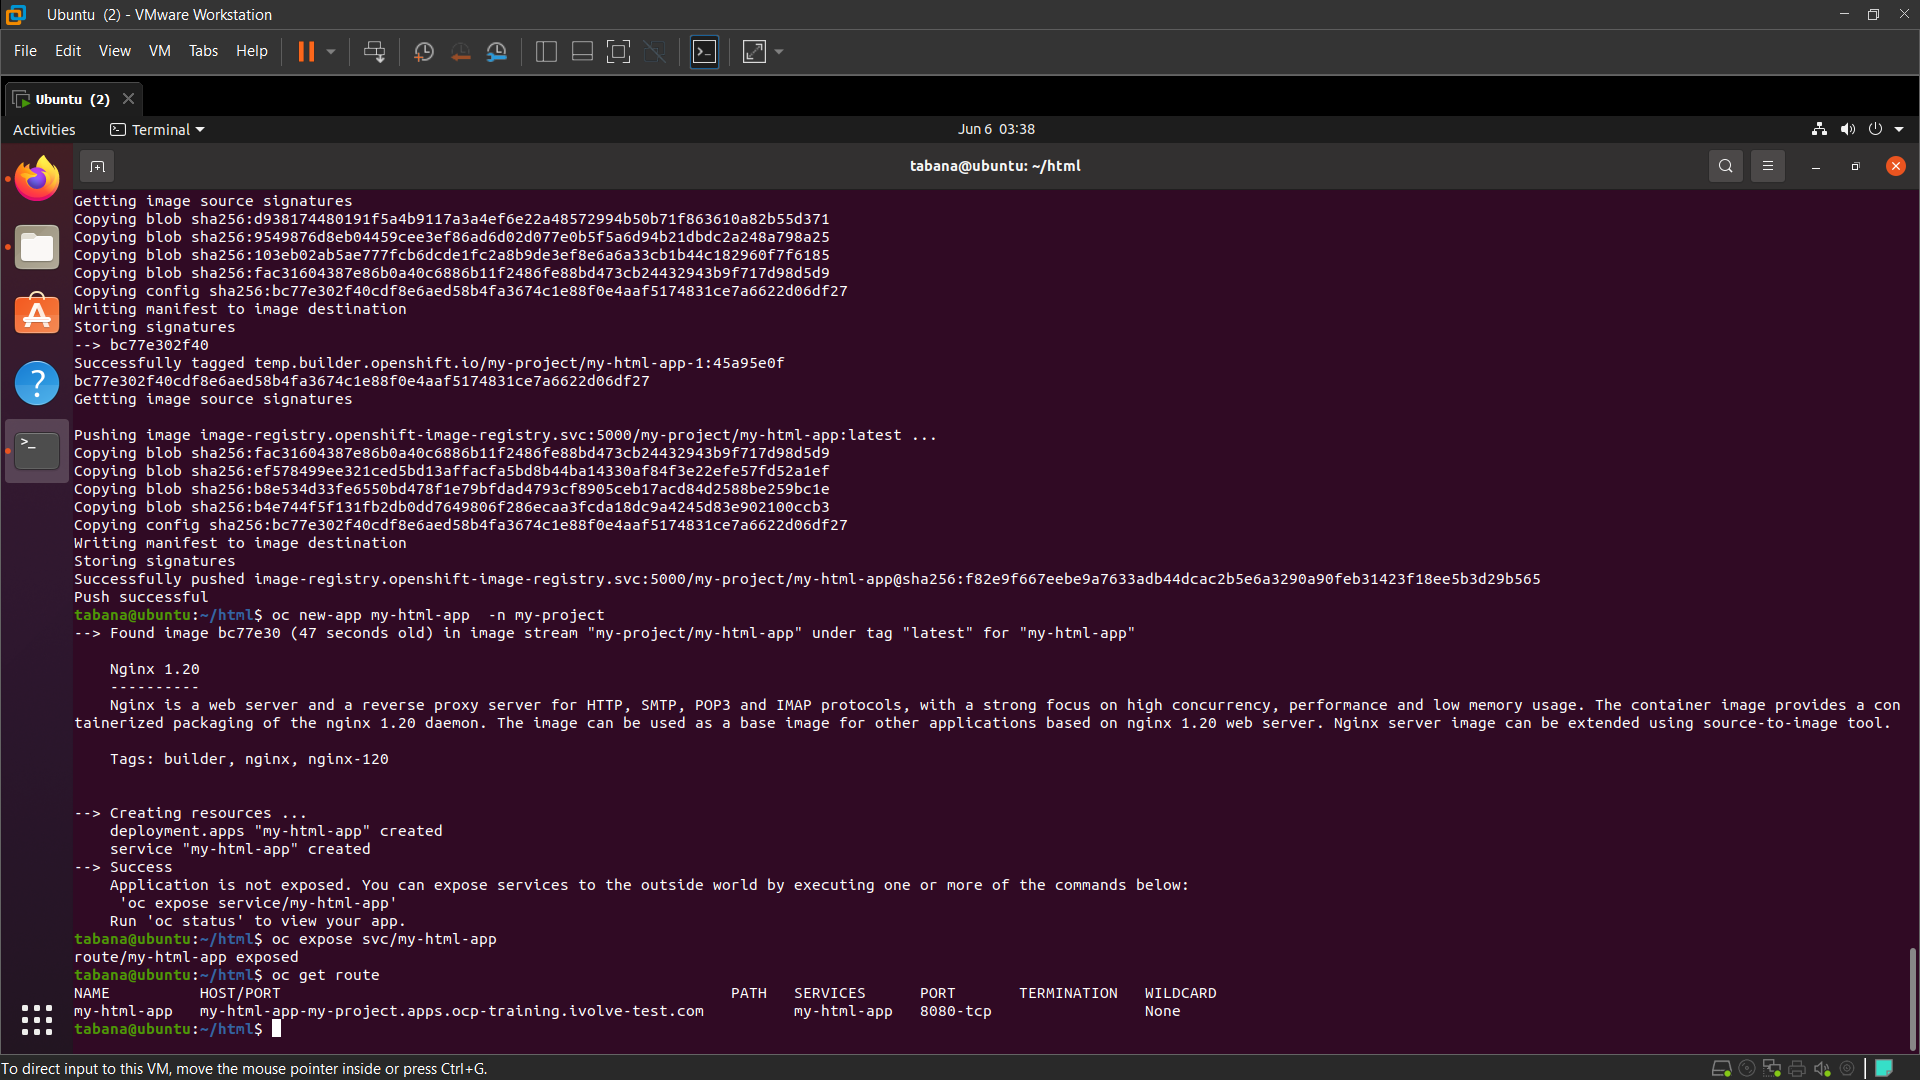 Ubuntu (2) - VMware Workstation
File Edit View VM Tabs Help
Ubuntu (2)
Activities Terminal Jun 6 03:38
tabana@ubuntu: ~/html
Getting image source signatures
Copying blob sha256:d938174480191f5a4b9117a3a4ef6e22a48572994b50b71f863610a82b55d371
Copying blob sha256:9549876d8eb04459cee3ef86ad6d02d077e0b5f5a6d94b21dbdc2a248a798a25
Copying blob sha256:103eb02ab5ae777fcb6dcde1fc2a8b9de3ef8e6a6a33cb1b44c182960f7f6185
Copying blob sha256:fac31604387e86b0a40c6886b11f2486fe88bd473cb24432943b9f717d98d5d9
Copying config sha256:bc77e302f40cdf8e6aed58b4fa3674c1e88f0e4aaf5174831ce7a6622d06df27
Writing manifest to image destination
Storing signatures
--> bc77e302f40
Successfully tagged temp.builder.openshift.io/my-project/my-html-app-1:45a95e0f
bc77e302f40cdf8e6aed58b4fa3674c1e88f0e4aaf5174831ce7a6622d06df27
Getting image source signatures
Pushing image image-registry.openshift-image-registry.svc:5000/my-project/my-html-app:latest ...
Copying blob sha256:fac31604387e86b0a40c6886b11f2486fe88bd473cb24432943b9f717d98d5d9
Copying blob sha256:ef578499ee321ced5bd13affacfa5bd8b44ba14330af84f3e22efe57fd52a1ef
Copying blob sha256:b8e534d33fe6550bd478f1e79bfdad4793cf8905ceb17acd84d2588be259bc1e
Copying blob sha256:b4e744f5f131fb2db0dd7649806f286ecaa3fcda18dc9a4245d83e902100ccb3
Copying config sha256:bc77e302f40cdf8e6aed58b4fa3674c1e88f0e4aaf5174831ce7a6622d06df27
Writing manifest to image destination
Storing signatures
Successfully pushed image-registry.openshift-image-registry.svc:5000/my-project/my-html-app@sha256:f82e9f667eebe9a7633adb44dcac2b5e6a3290a90feb31423f18ee5b3d29b565
Push successful
tabana@ubuntu:~/html$ oc new-app my-html-app  -n my-project
--> Found image bc77e30 (47 seconds old) in image stream "my-project/my-html-app" under tag "latest" for "my-html-app"
Nginx 1.20
----------
Nginx is a web server and a reverse proxy server for HTTP, SMTP, POP3 and IMAP protocols, with a strong focus on high concurrency, performance and low memory usage. The container image provides a con
tainerized packaging of the nginx 1.20 daemon. The image can be used as a base image for other applications based on nginx 1.20 web server. Nginx server image can be extended using source-to-image tool.
Tags: builder, nginx, nginx-120
--> Creating resources ...
deployment.apps "my-html-app" created
service "my-html-app" created
--> Success
Application is not exposed. You can expose services to the outside world by executing one or more of the commands below:
'oc expose service/my-html-app'
Run 'oc status' to view your app.
tabana@ubuntu:~/html$ oc expose svc/my-html-app
route/my-html-app exposed
tabana@ubuntu:~/html$ oc get route
NAME HOST/PORT PATH SERVICES PORT TERMINATION WILDCARD
my-html-app my-html-app-my-project.apps.ocp-training.ivolve-test.com my-html-app 8080-tcp None
tabana@ubuntu:~/html$
To direct input to this VM, move the mouse pointer inside or press Ctrl+G.